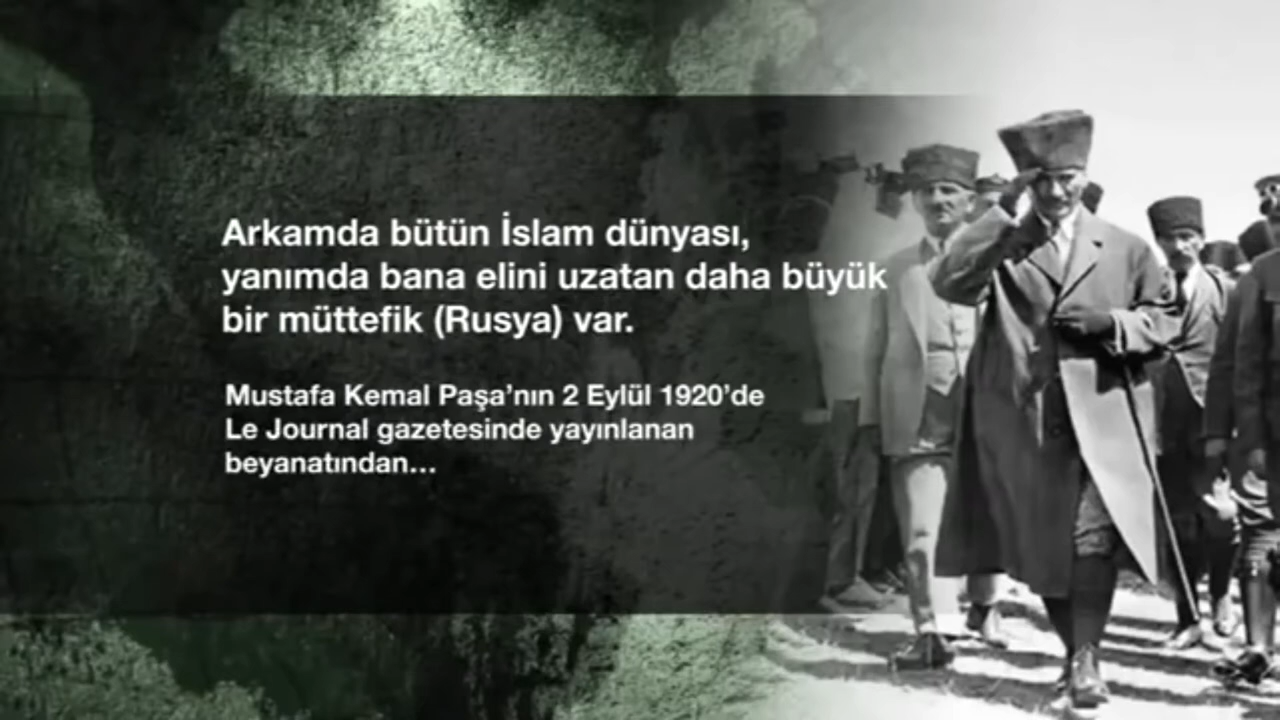 Arkamda bütün İslam dünyası,
yanımda bana elini uzatan daha büyük
bir müttefik (Rusya) var.
Mustafa Kemal Paşa’nın 2 Eylül 1920’de
Le Journal gazetesinde yayınlanan
beyanatından...